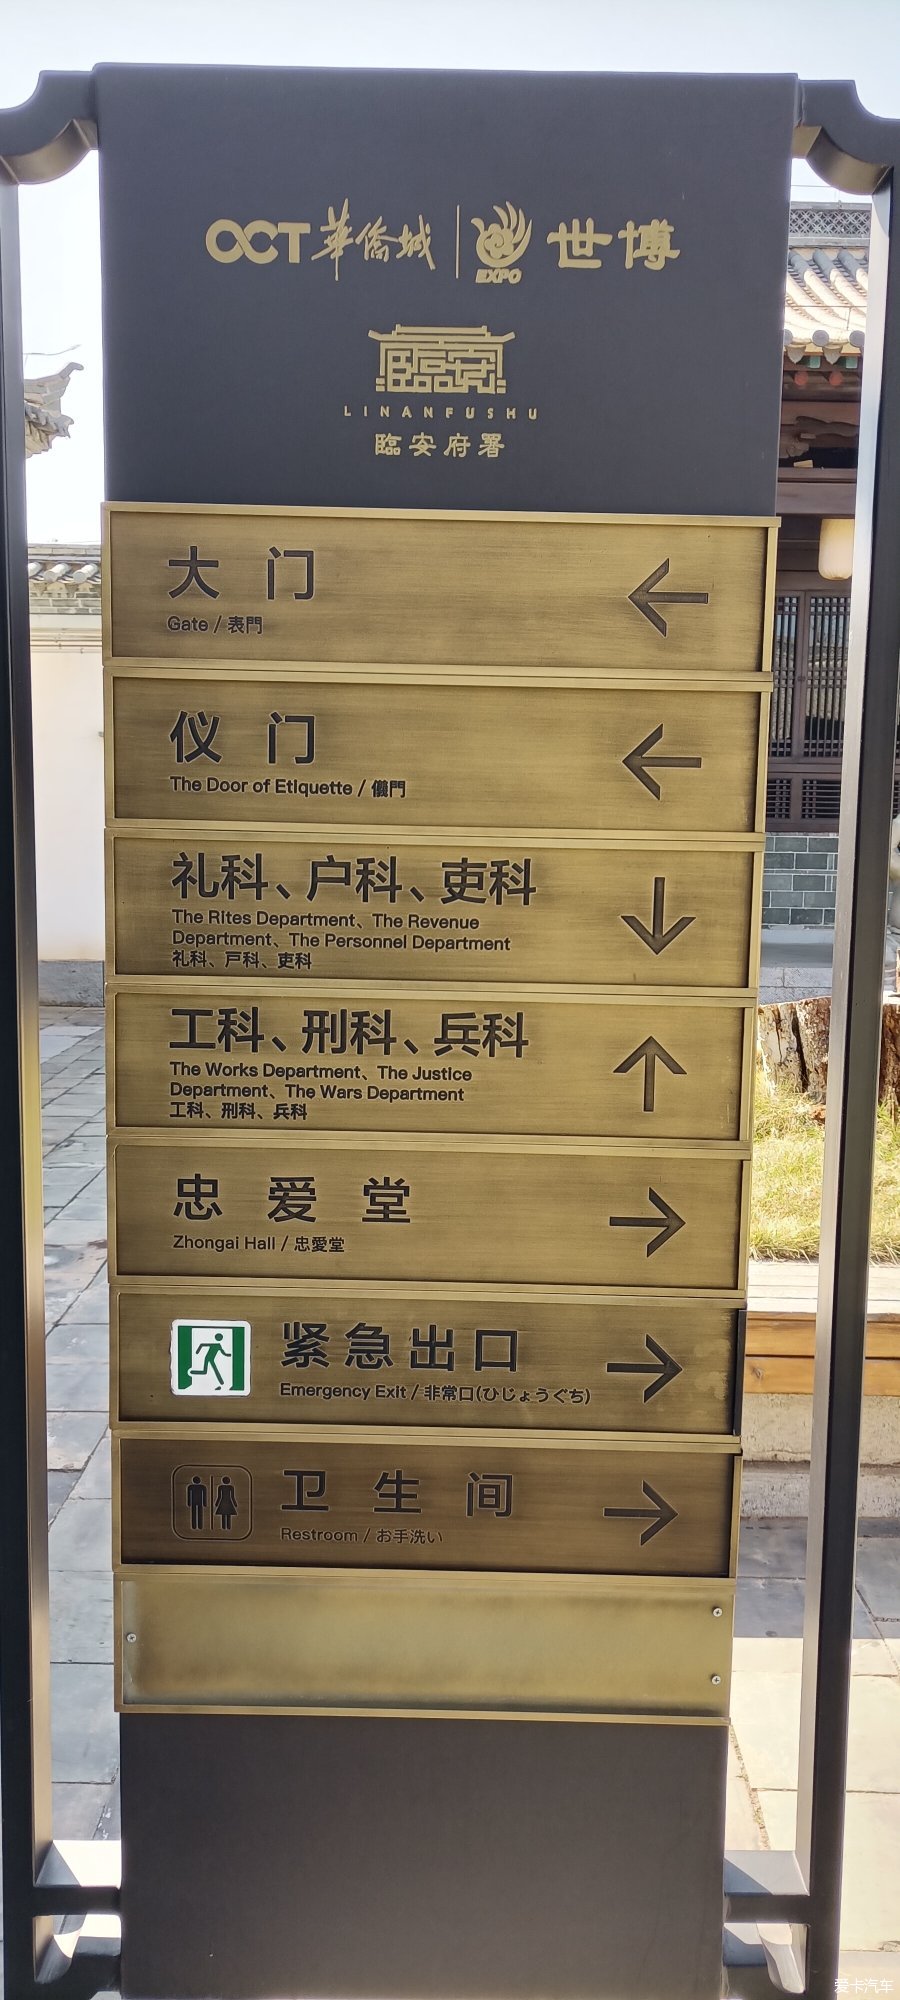 OCT華僑城 EXPO 世博
臨安
LINANFUSHU
臨安府署
大门
Gate / 表門
仪门
The Door of Etiquette / 儀門
礼科、户科、吏科
The Rites Department、The Revenue
Department、The Personnel Department
礼科、戸科、吏科
工科、刑科、兵科
The Works Department、The Justice
Department、The Wars Department
工科、刑科、兵科
忠爱堂
Zhongai Hall / 忠愛堂
紧急出口
Emergency Exit / 非常口(ひじょうぐち)
卫生间
Restroom / お手洗い
爱卡汽车